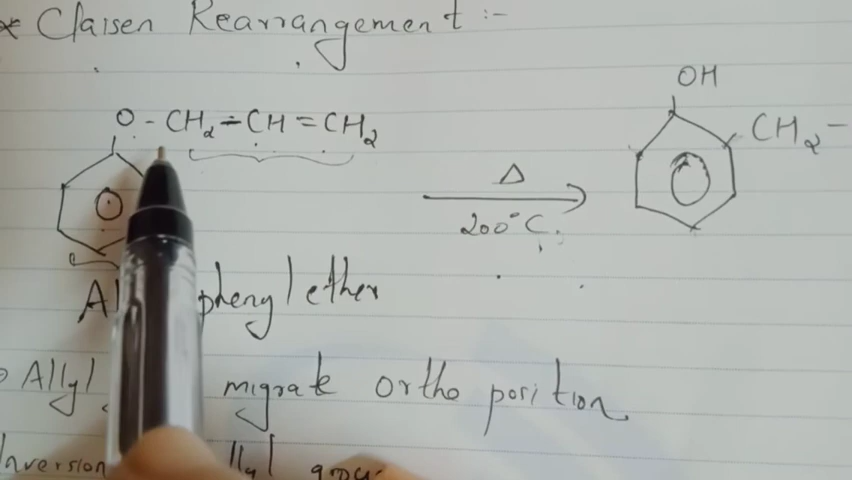 * Claisen Rearrangement :-
OH
O - CH2 - CH = CH2
CH2 -
Δ
200°C.
phenyl ether
Allyl migrate ortho position
Inversion